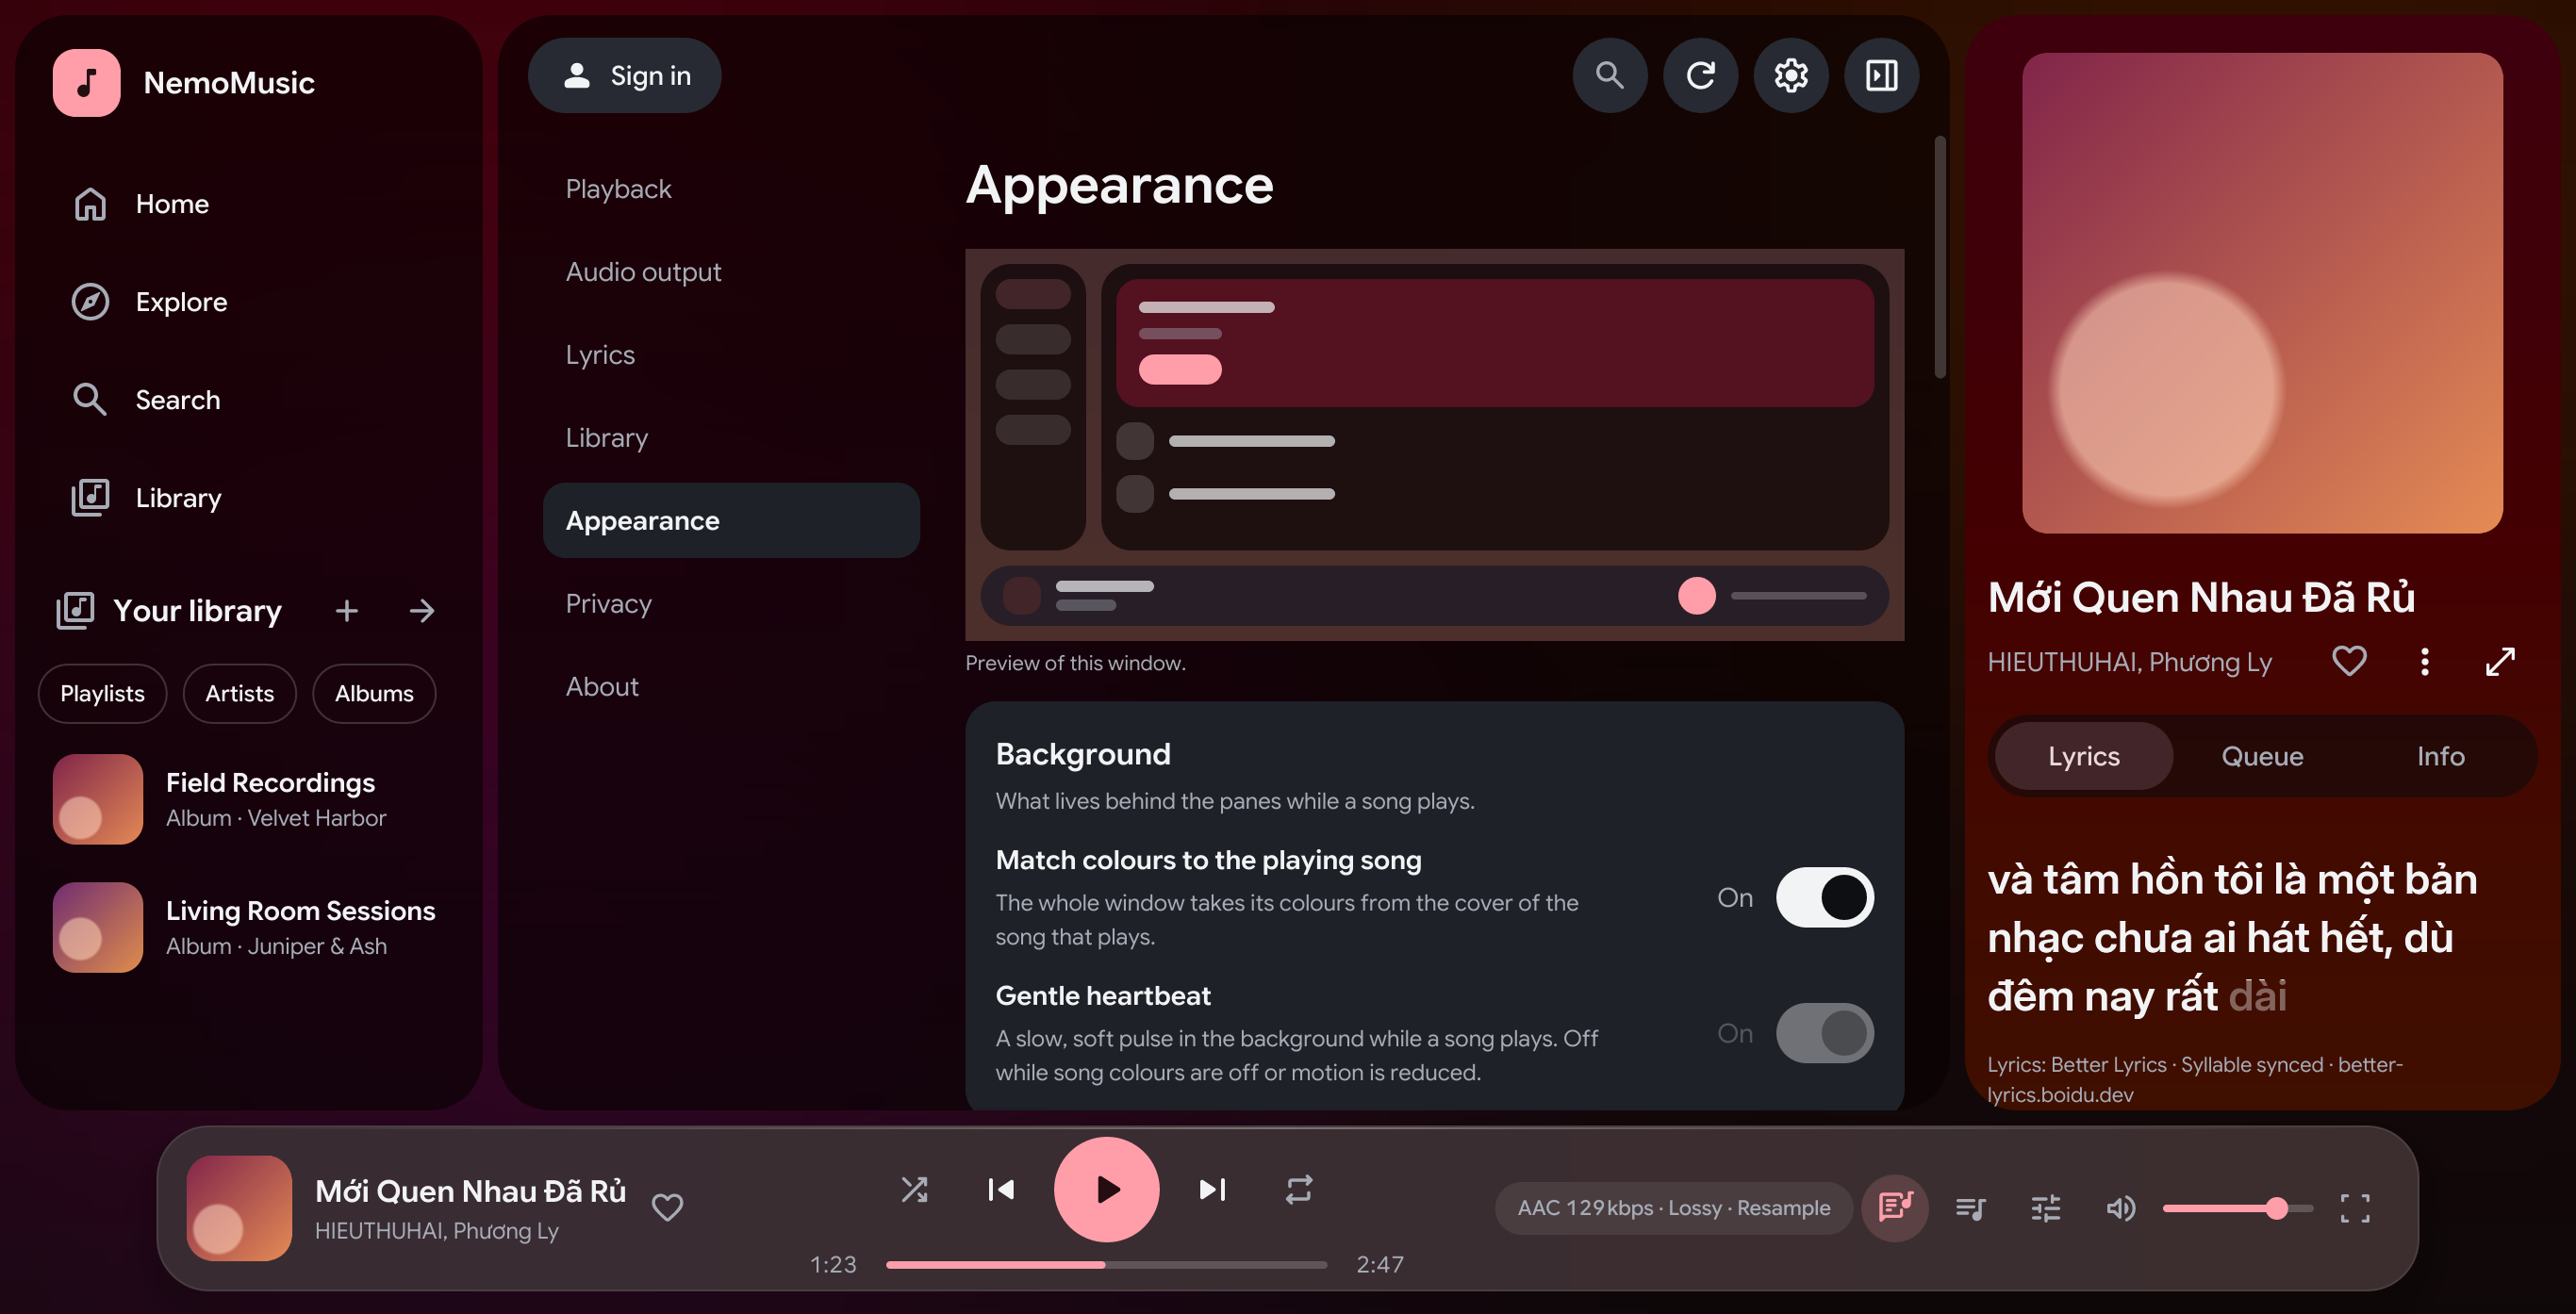 NemoMusic
Home
Explore
Search
Library
Your library
Playlists
Artists
Albums
Field Recordings
Album · Velvet Harbor
Living Room Sessions
Album · Juniper & Ash
Sign in
Playback
Audio output
Lyrics
Library
Appearance
Privacy
About
Appearance
Preview of this window.
Background
What lives behind the panes while a song plays.
Match colours to the playing song
The whole window takes its colours from the cover of the
song that plays.
On
Gentle heartbeat
A slow, soft pulse in the background while a song plays. Off
while song colours are off or motion is reduced.
On
Mới Quen Nhau Đã Rủ
HIEUTHUHAI, Phương Ly
Lyrics
Queue
Info
và tâm hồn tôi là một bản
nhạc chưa ai hát hết, dù
đêm nay rất dài
Lyrics: Better Lyrics · Syllable synced · better-
lyrics.boidu.dev
Mới Quen Nhau Đã Rủ
HIEUTHUHAI, Phương Ly
1:23
2:47
AAC 129 kbps · Lossy · Resample